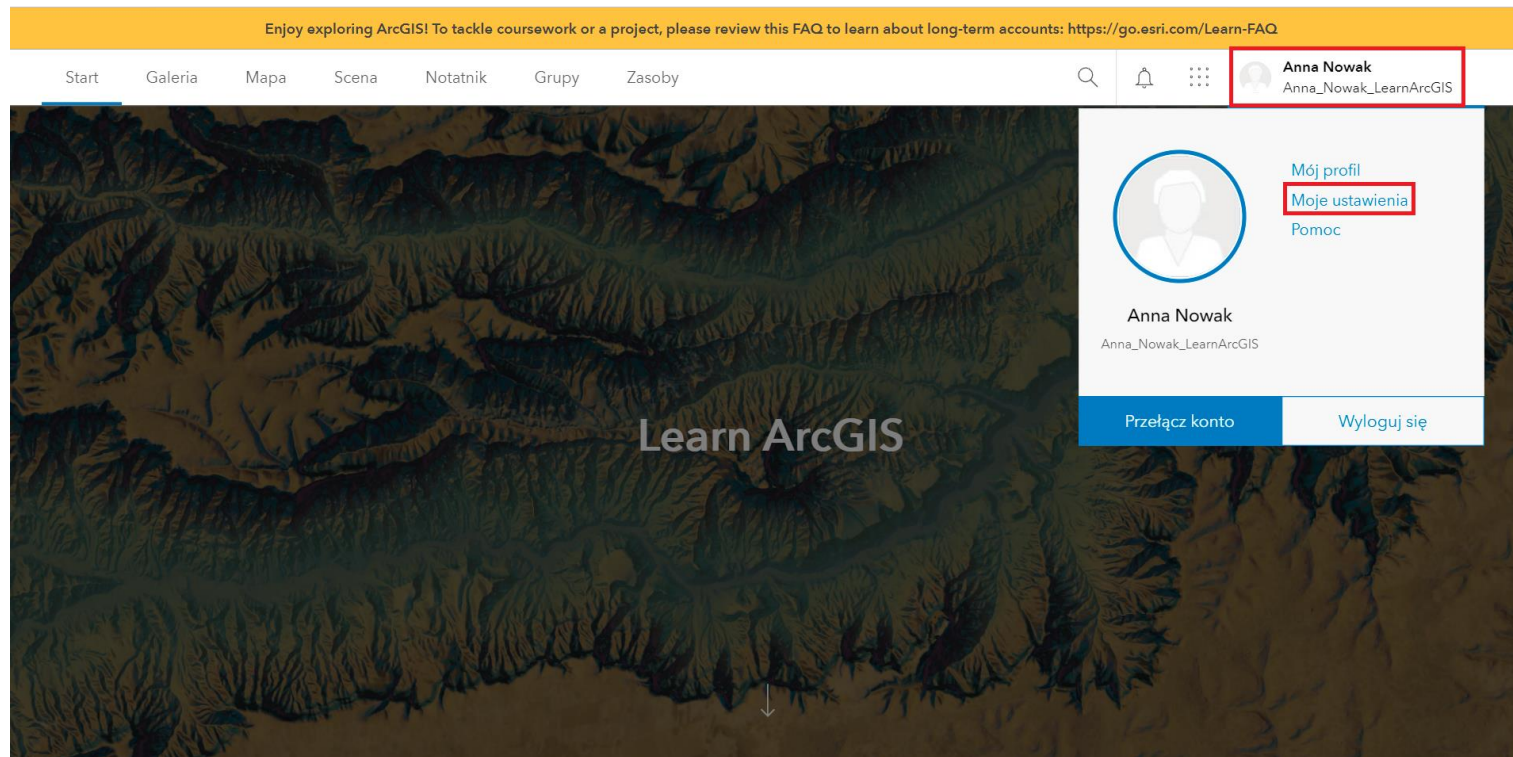 Enjoy exploring ArcGIS! To tackle coursework or a project, please review this FAQ to learn about long-term accounts: https://go.esri.com/Learn-FAQ
Start Galeria Mapa Scena Notatnik Grupy Zasoby
Anna Nowak
Anna_Nowak_LearnArcGIS
Mój profil
Moje ustawienia
Pomoc
Anna Nowak
Anna_Nowak_LearnArcGIS
Przełącz konto Wyloguj się
Learn ArcGIS